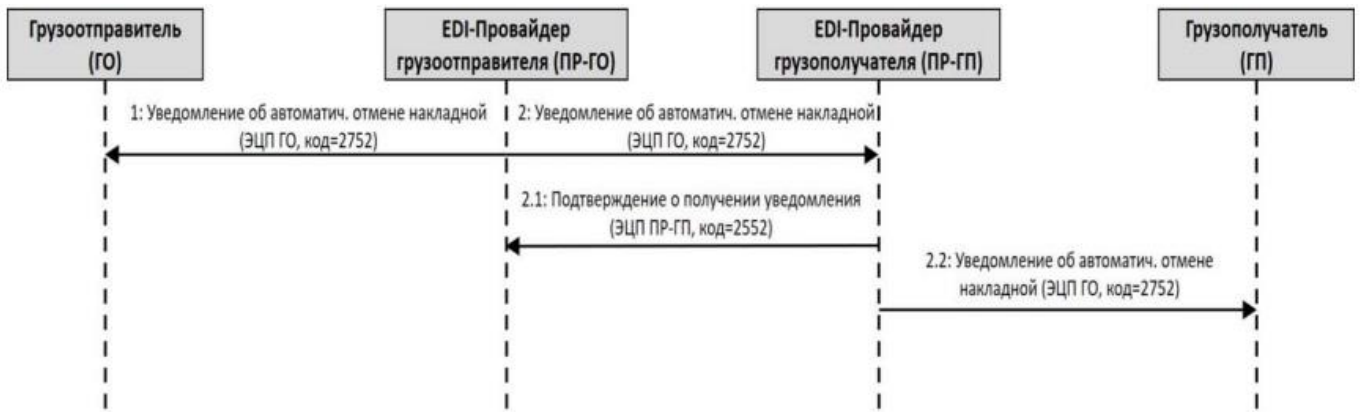 Грузоотправитель
(ГО)
EDI-Провайдер
грузоотправителя (ПР-ГО)
EDI-Провайдер
грузополучателя (ПР-ГП)
Грузополучатель
(ГП)
1: Уведомление об автоматич. отмене накладной
(ЭЦП ГО, код=2752)
2: Уведомление об автоматич. отмене накладной
(ЭЦП ГО, код=2752)
2.1: Подтверждение о получении уведомления
(ЭЦП ПР-ГП, код=2552)
2.2: Уведомление об автоматич. отмене
накладной (ЭЦП ГО, код=2752)